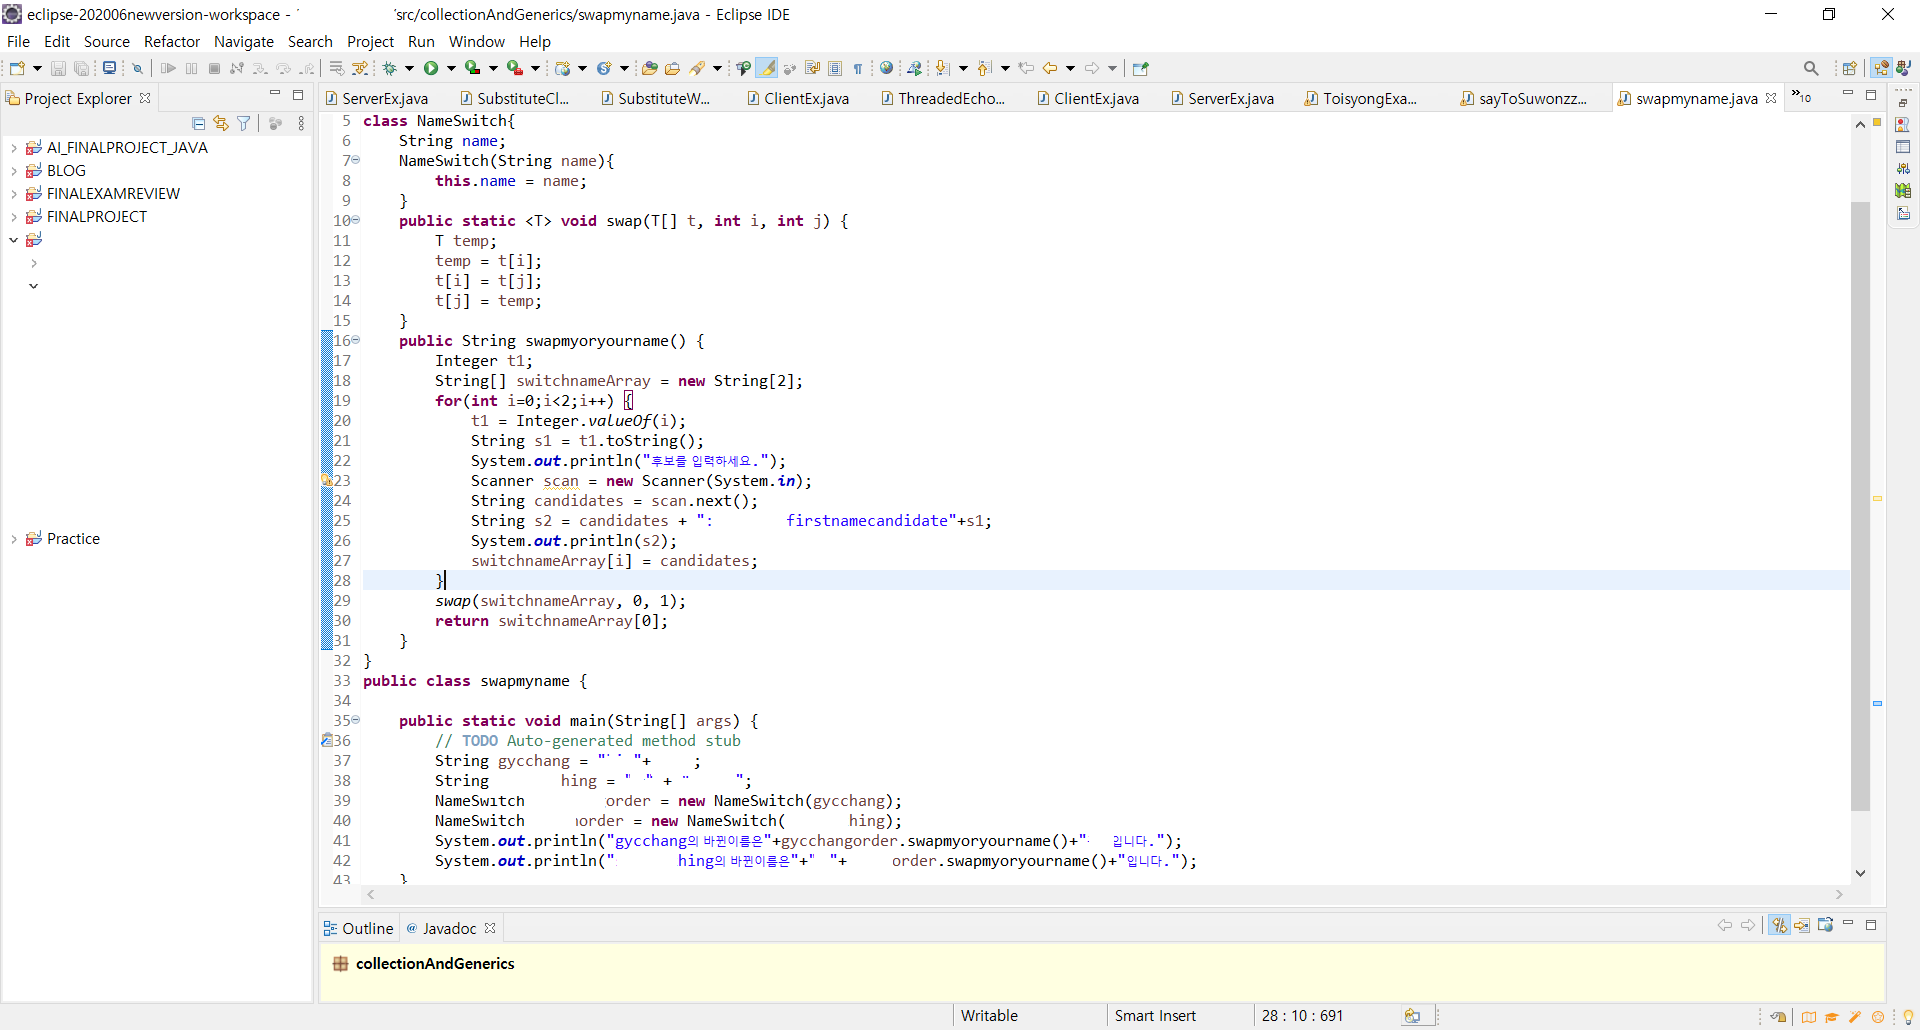 eclipse-202006newversion-workspace - src/collectionAndGenerics/swapmyname.java - Eclipse IDE
File Edit Source Refactor Navigate Search Project Run Window Help
Project Explorer
ServerEx.java SubstituteCl... SubstituteW... ClientEx.java ThreadedEcho... ClientEx.java ServerEx.java ToisyongExa... sayToSuwonzz... swapmyname.java »10
AI_FINALPROJECT_JAVA
BLOG
FINALEXAMREVIEW
FINALPROJECT
Practice
5 class NameSwitch{
6 String name;
7 NameSwitch(String name){
8 this.name = name;
9 }
10 public static <T> void swap(T[] t, int i, int j) {
11 T temp;
12 temp = t[i];
13 t[i] = t[j];
14 t[j] = temp;
15 }
16 public String swapmyoryourname() {
17 Integer t1;
18 String[] switchnameArray = new String[2];
19 for(int i=0;i<2;i++) {
20 t1 = Integer.valueOf(i);
21 String s1 = t1.toString();
22 System.out.println("후보를 입력하세요.");
23 Scanner scan = new Scanner(System.in);
24 String candidates = scan.next();
25 String s2 = candidates + ": firstnamecandidate"+s1;
26 System.out.println(s2);
27 switchnameArray[i] = candidates;
28 }
29 swap(switchnameArray, 0, 1);
30 return switchnameArray[0];
31 }
32 }
33 public class swapmyname {
34
35 public static void main(String[] args) {
36 // TODO Auto-generated method stub
37 String gycchang = " "+ ;
38 String hing = " " + " ";
39 NameSwitch order = new NameSwitch(gycchang);
40 NameSwitch order = new NameSwitch( hing);
41 System.out.println("gycchang의 바뀐이름은"+gycchangorder.swapmyoryourname()+" 입니다.");
42 System.out.println(" hing의 바뀐이름은"+" "+ order.swapmyoryourname()+"입니다.");
43 }
Outline @ Javadoc
collectionAndGenerics
Writable Smart Insert 28 : 10 : 691